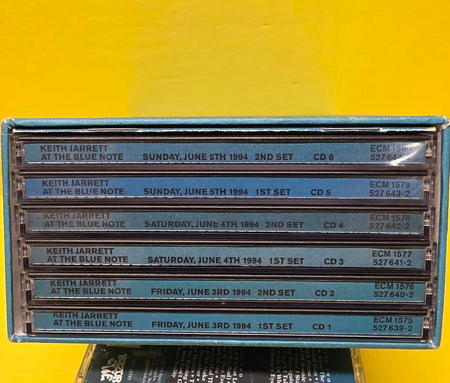 KEITH JARRETT
AT THE BLUE NOTE SUNDAY, JUNE 5TH 1994 2ND SET CD 6
ECM 1580
527 644-2
KEITH JARRETT
AT THE BLUE NOTE SUNDAY, JUNE 5TH 1994 1ST SET CD 5
ECM 1579
527 643-2
KEITH JARRETT
AT THE BLUE NOTE SATURDAY, JUNE 4TH 1994 2ND SET CD 4
ECM 1578
527 642-2
KEITH JARRETT
AT THE BLUE NOTE SATURDAY, JUNE 4TH 1994 1ST SET CD 3
ECM 1577
527 641-2
KEITH JARRETT
AT THE BLUE NOTE FRIDAY, JUNE 3RD 1994 2ND SET CD 2
ECM 1576
527 640-2
KEITH JARRETT
AT THE BLUE NOTE FRIDAY, JUNE 3RD 1994 1ST SET CD 1
ECM 1575
527 639-2